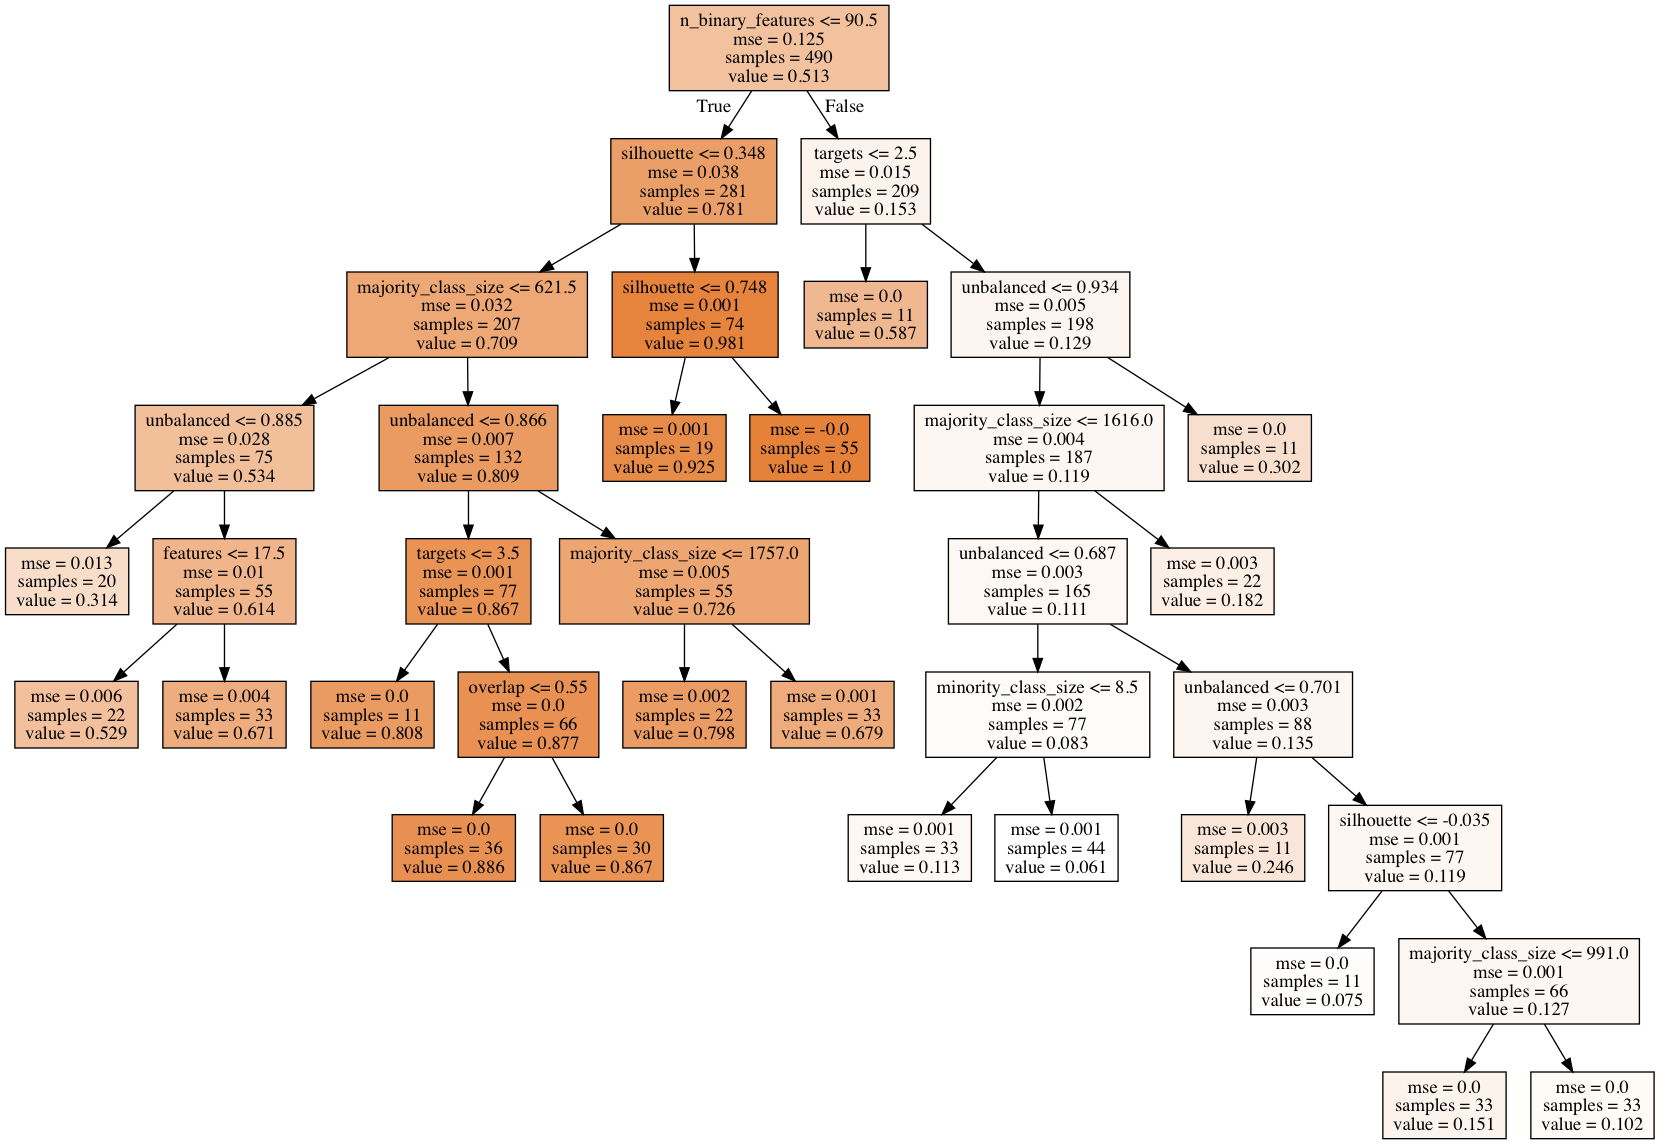 n_binary_features <= 90.5
mse = 0.125
samples = 490
value = 0.513
True
False
silhouette <= 0.348
mse = 0.038
samples = 281
value = 0.781
targets <= 2.5
mse = 0.015
samples = 209
value = 0.153
majority_class_size <= 621.5
mse = 0.032
samples = 207
value = 0.709
silhouette <= 0.748
mse = 0.001
samples = 74
value = 0.981
mse = 0.0
samples = 11
value = 0.587
unbalanced <= 0.934
mse = 0.005
samples = 198
value = 0.129
unbalanced <= 0.885
mse = 0.028
samples = 75
value = 0.534
unbalanced <= 0.866
mse = 0.007
samples = 132
value = 0.809
mse = 0.001
samples = 19
value = 0.925
mse = -0.0
samples = 55
value = 1.0
majority_class_size <= 1616.0
mse = 0.004
samples = 187
value = 0.119
mse = 0.0
samples = 11
value = 0.302
mse = 0.013
samples = 20
value = 0.314
features <= 17.5
mse = 0.01
samples = 55
value = 0.614
targets <= 3.5
mse = 0.001
samples = 77
value = 0.867
majority_class_size <= 1757.0
mse = 0.005
samples = 55
value = 0.726
unbalanced <= 0.687
mse = 0.003
samples = 165
value = 0.111
mse = 0.003
samples = 22
value = 0.182
mse = 0.006
samples = 22
value = 0.529
mse = 0.004
samples = 33
value = 0.671
mse = 0.0
samples = 11
value = 0.808
overlap <= 0.55
mse = 0.0
samples = 66
value = 0.877
mse = 0.002
samples = 22
value = 0.798
mse = 0.001
samples = 33
value = 0.679
minority_class_size <= 8.5
mse = 0.002
samples = 77
value = 0.083
unbalanced <= 0.701
mse = 0.003
samples = 88
value = 0.135
mse = 0.0
samples = 36
value = 0.886
mse = 0.0
samples = 30
value = 0.867
mse = 0.001
samples = 33
value = 0.113
mse = 0.001
samples = 44
value = 0.061
mse = 0.003
samples = 11
value = 0.246
silhouette <= -0.035
mse = 0.001
samples = 77
value = 0.119
mse = 0.0
samples = 11
value = 0.075
majority_class_size <= 991.0
mse = 0.001
samples = 66
value = 0.127
mse = 0.0
samples = 33
value = 0.151
mse = 0.0
samples = 33
value = 0.102